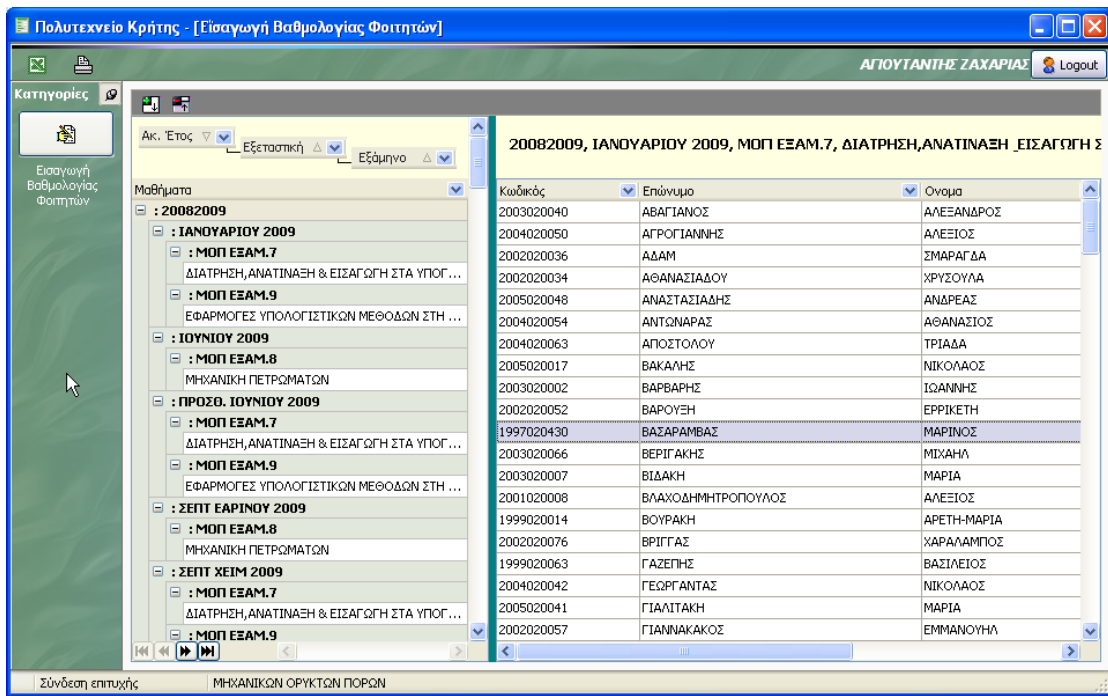 Πολυτεχνείο Κρήτης - [Εϊσαγωγή Βαθμολογίας Φοιτητών]
ΑΓΙΟΥΤΑΝΤΗΣ ΖΑΧΑΡΙΑΣ Logout
Κατηγορίες
Εισαγωγή
Βαθμολογίας
Φοιτητών
Ακ. Έτος
Εξεταστική
Εξάμηνο
Μαθήματα
: 20082009
: ΙΑΝΟΥΑΡΙΟΥ 2009
: ΜΟΠ ΕΞΑΜ.7
ΔΙΑΤΡΗΣΗ,ΑΝΑΤΙΝΑΞΗ & ΕΙΣΑΓΩΓΗ ΣΤΑ ΥΠΟΓ...
: ΜΟΠ ΕΞΑΜ.9
ΕΦΑΡΜΟΓΕΣ ΥΠΟΛΟΓΙΣΤΙΚΩΝ ΜΕΘΟΔΩΝ ΣΤΗ ...
: ΙΟΥΝΙΟΥ 2009
: ΜΟΠ ΕΞΑΜ.8
ΜΗΧΑΝΙΚΗ ΠΕΤΡΩΜΑΤΩΝ
: ΠΡΟΣΘ. ΙΟΥΝΙΟΥ 2009
: ΜΟΠ ΕΞΑΜ.7
ΔΙΑΤΡΗΣΗ,ΑΝΑΤΙΝΑΞΗ & ΕΙΣΑΓΩΓΗ ΣΤΑ ΥΠΟΓ...
: ΜΟΠ ΕΞΑΜ.9
ΕΦΑΡΜΟΓΕΣ ΥΠΟΛΟΓΙΣΤΙΚΩΝ ΜΕΘΟΔΩΝ ΣΤΗ ...
: ΣΕΠΤ ΕΑΡΙΝΟΥ 2009
: ΜΟΠ ΕΞΑΜ.8
ΜΗΧΑΝΙΚΗ ΠΕΤΡΩΜΑΤΩΝ
: ΣΕΠΤ ΧΕΙΜ 2009
: ΜΟΠ ΕΞΑΜ.7
ΔΙΑΤΡΗΣΗ,ΑΝΑΤΙΝΑΞΗ & ΕΙΣΑΓΩΓΗ ΣΤΑ ΥΠΟΓ...
: ΜΟΠ ΕΞΑΜ.9
20082009, ΙΑΝΟΥΑΡΙΟΥ 2009, ΜΟΠ ΕΞΑΜ.7, ΔΙΑΤΡΗΣΗ,ΑΝΑΤΙΝΑΞΗ _ΕΙΣΑΓΩΓΗ Σ
Κωδικός Επώνυμο Ονομα
2003020040 ΑΒΑΓΙΑΝΟΣ ΑΛΕΞΑΝΔΡΟΣ
2004020050 ΑΓΡΟΓΙΑΝΝΗΣ ΑΛΕΞΙΟΣ
2002020036 ΑΔΑΜ ΣΜΑΡΑΓΔΑ
2002020034 ΑΘΑΝΑΣΙΑΔΟΥ ΧΡΥΣΟΥΛΑ
2005020048 ΑΝΑΣΤΑΣΙΑΔΗΣ ΑΝΔΡΕΑΣ
2004020054 ΑΝΤΩΝΑΡΑΣ ΑΘΑΝΑΣΙΟΣ
2004020063 ΑΠΟΣΤΟΛΟΥ ΤΡΙΑΔΑ
2005020017 ΒΑΚΑΛΗΣ ΝΙΚΟΛΑΟΣ
2003020002 ΒΑΡΒΑΡΗΣ ΙΩΑΝΝΗΣ
2002020052 ΒΑΡΟΥΞΗ ΕΡΡΙΚΕΤΗ
1997020430 ΒΑΣΑΡΑΜΒΑΣ ΜΑΡΙΝΟΣ
2003020066 ΒΕΡΙΓΑΚΗΣ ΜΙΧΑΗΛ
2003020007 ΒΙΔΑΚΗ ΜΑΡΙΑ
2001020008 ΒΛΑΧΟΔΗΜΗΤΡΟΠΟΥΛΟΣ ΑΛΕΞΙΟΣ
1999020014 ΒΟΥΡΑΚΗ ΑΡΕΤΗ-ΜΑΡΙΑ
2002020076 ΒΡΙΓΓΑΣ ΧΑΡΑΛΑΜΠΟΣ
1999020063 ΓΑΖΕΠΗΣ ΒΑΣΙΛΕΙΟΣ
2004020042 ΓΕΩΡΓΑΝΤΑΣ ΝΙΚΟΛΑΟΣ
2005020041 ΓΙΑΛΙΤΑΚΗ ΜΑΡΙΑ
2002020057 ΓΙΑΝΝΑΚΑΚΟΣ ΕΜΜΑΝΟΥΗΛ
Σύνδεση επιτυχής ΜΗΧΑΝΙΚΩΝ ΟΡΥΚΤΩΝ ΠΟΡΩΝ